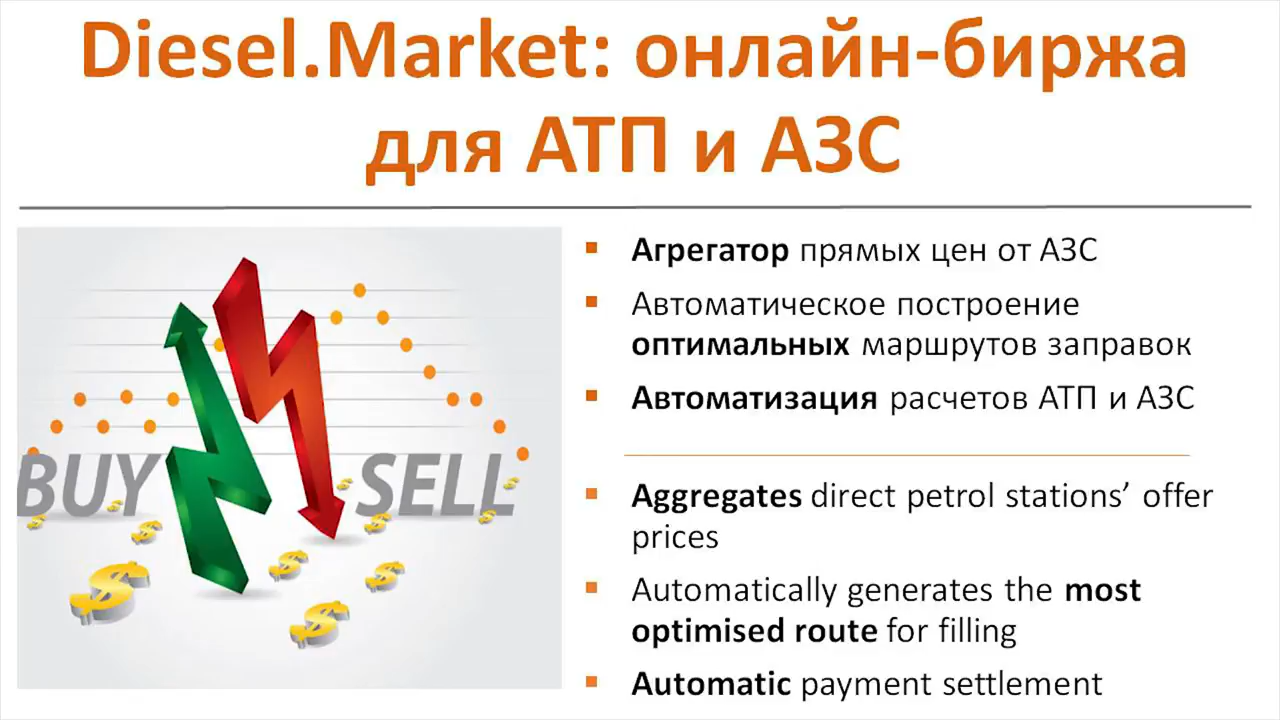 Diesel.Market: онлайн-биржа
для АТП и АЗС
BUY SELL
Агрегатор прямых цен от АЗС
Автоматическое построение
оптимальных маршрутов заправок
Автоматизация расчетов АТП и АЗС
Aggregates direct petrol stations’ offer
prices
Automatically generates the most
optimised route for filling
Automatic payment settlement